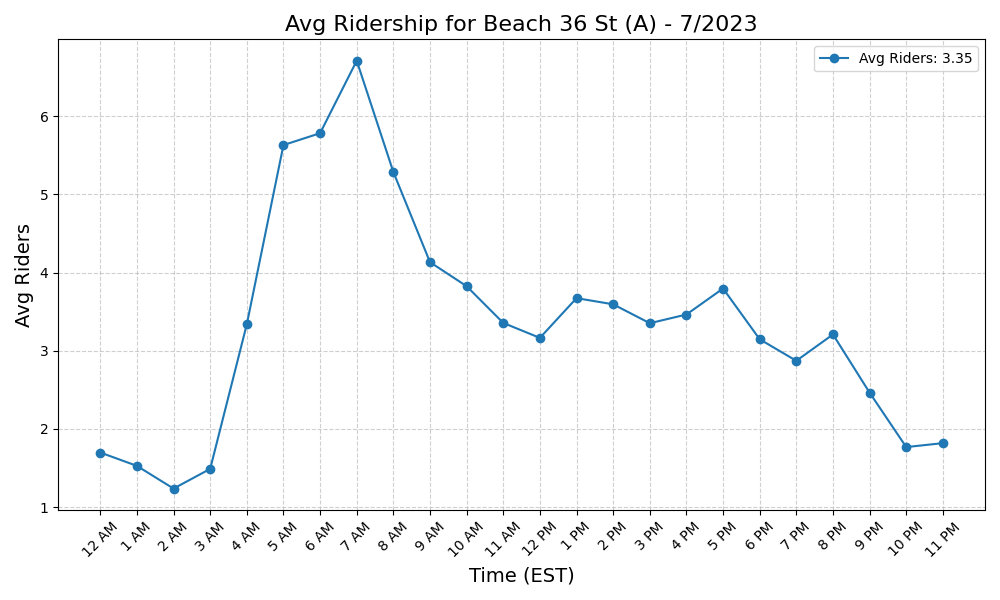 Avg Ridership for Beach 36 St (A) - 7/2023
Avg Riders: 3.35
Avg Riders
6
5
4
3
2
1
12 AM
1 AM
2 AM
3 AM
4 AM
5 AM
6 AM
7 AM
8 AM
9 AM
10 AM
11 AM
12 PM
1 PM
2 PM
3 PM
4 PM
5 PM
6 PM
7 PM
8 PM
9 PM
10 PM
11 PM
Time (EST)